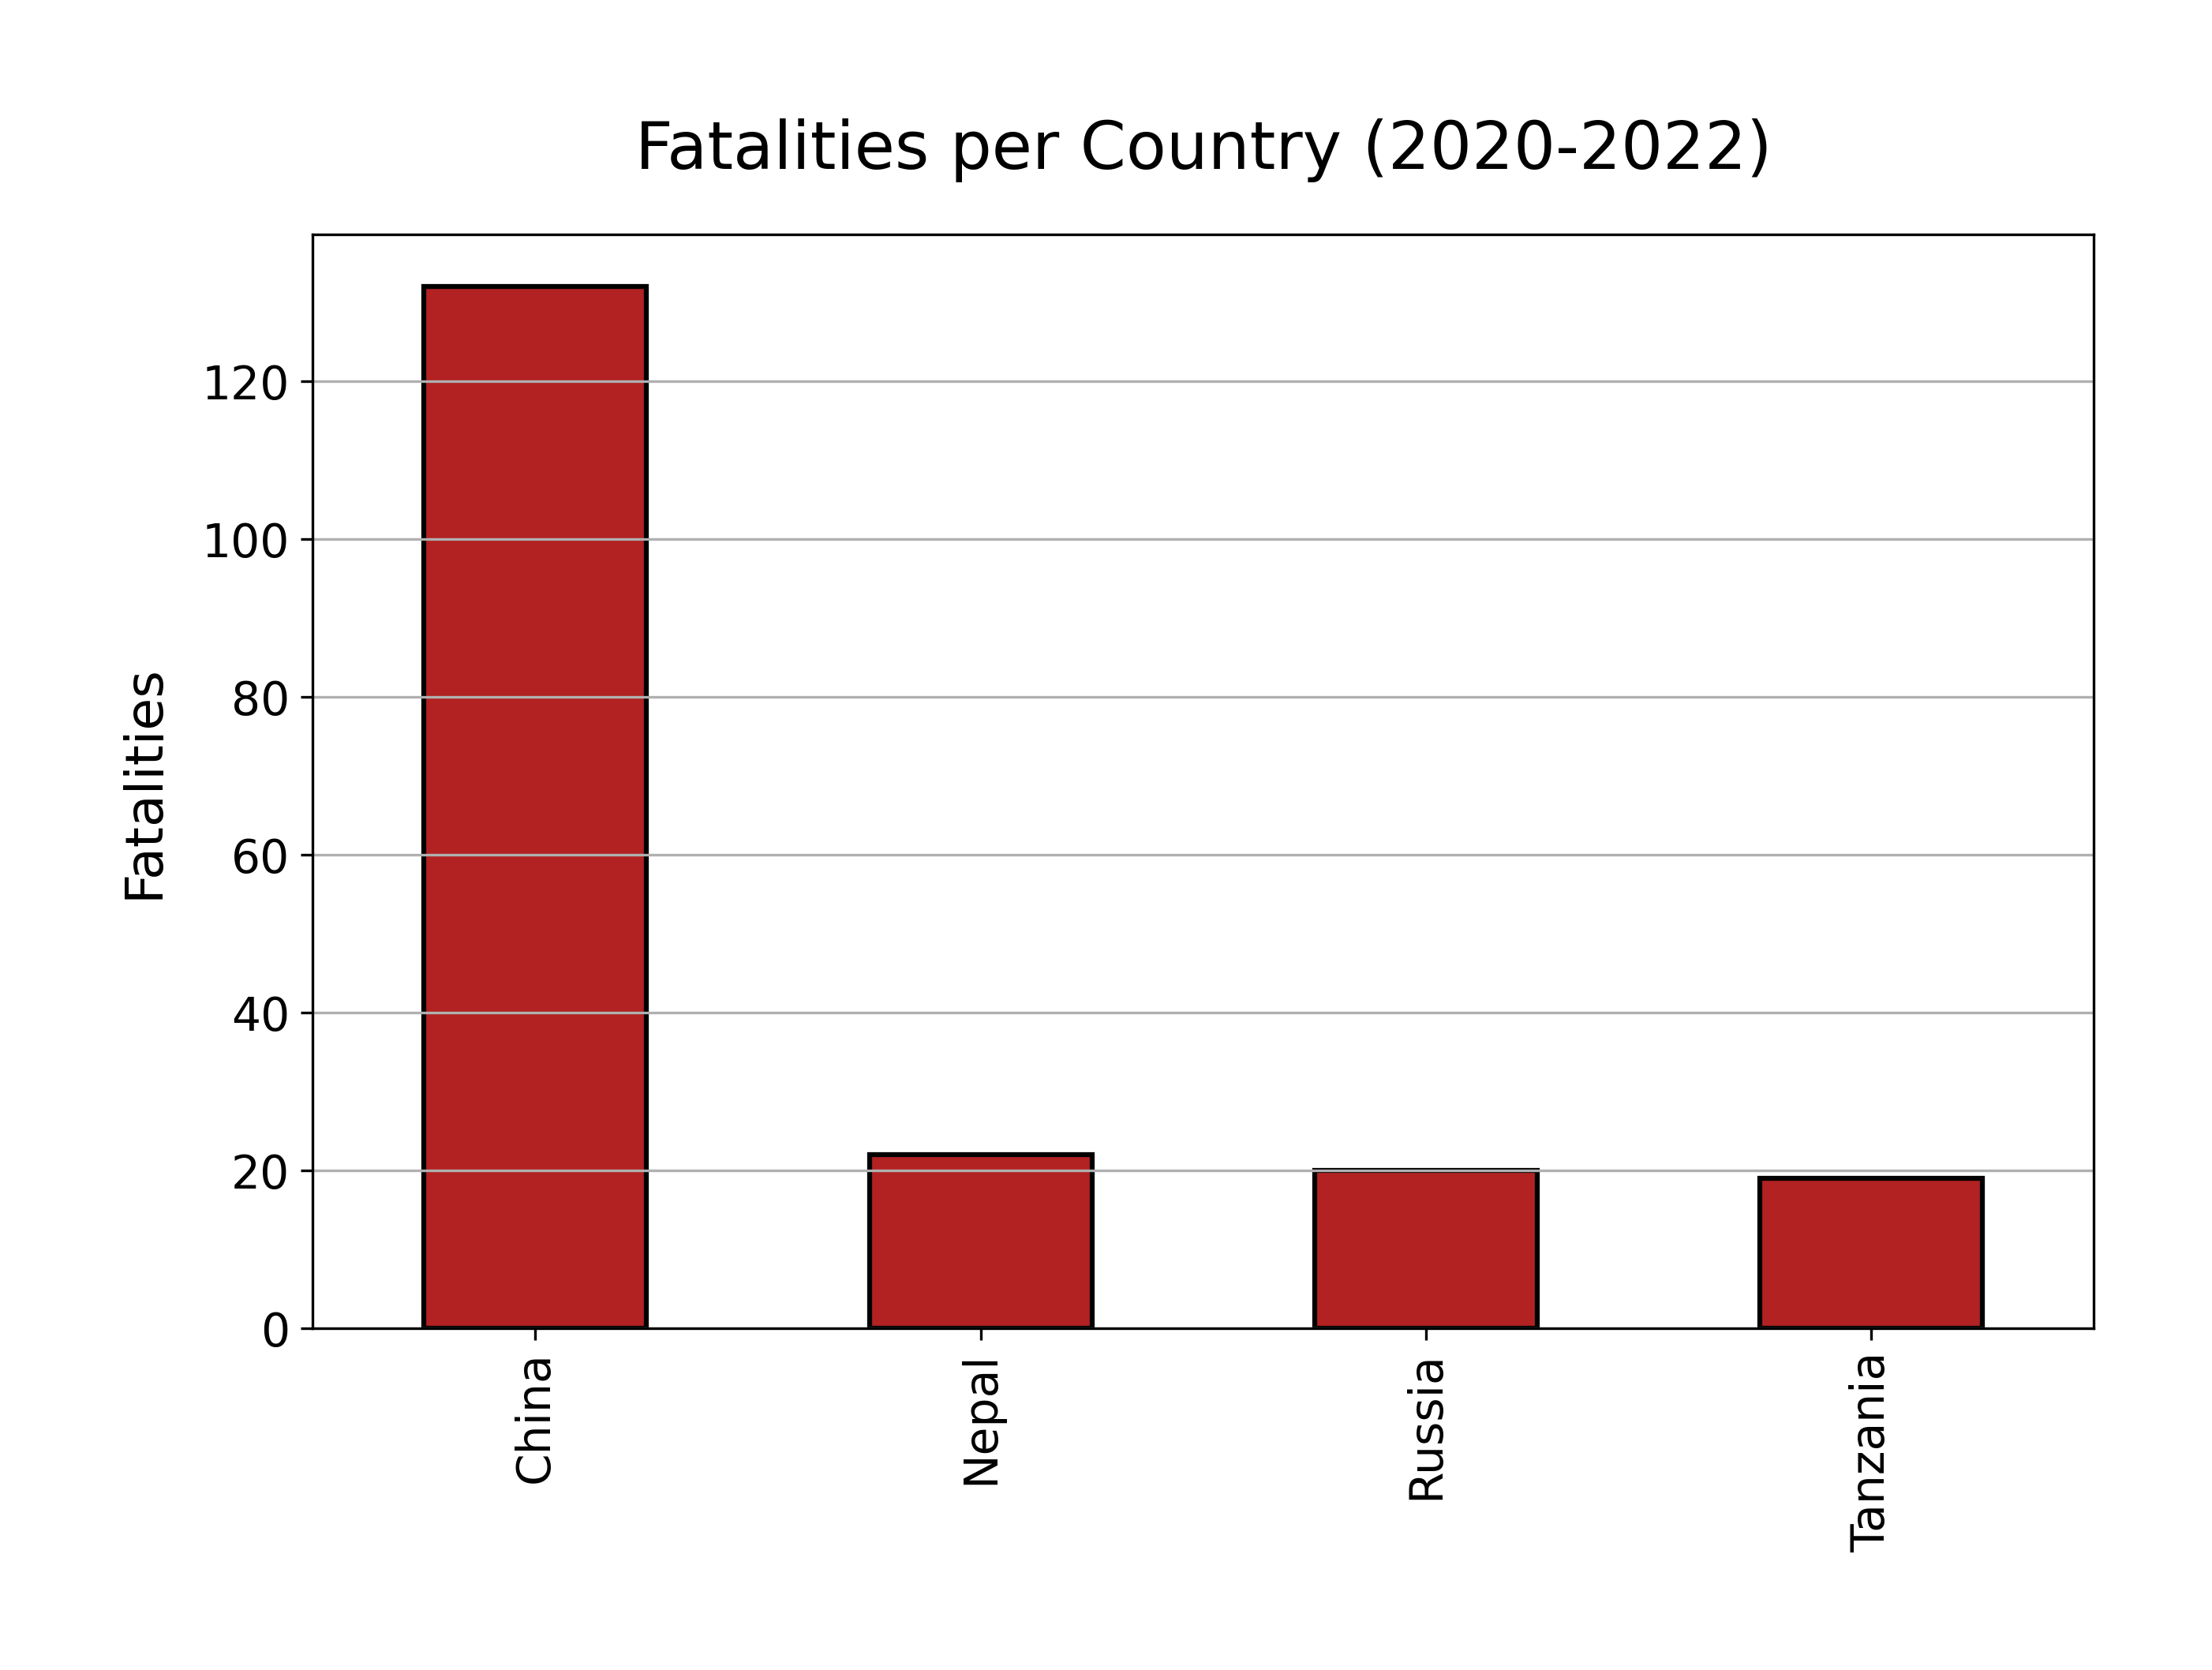 Fatalities per Country (2020-2022)
Fatalities
120
100
80
60
40
20
0
China
Nepal
Russia
Tanzania